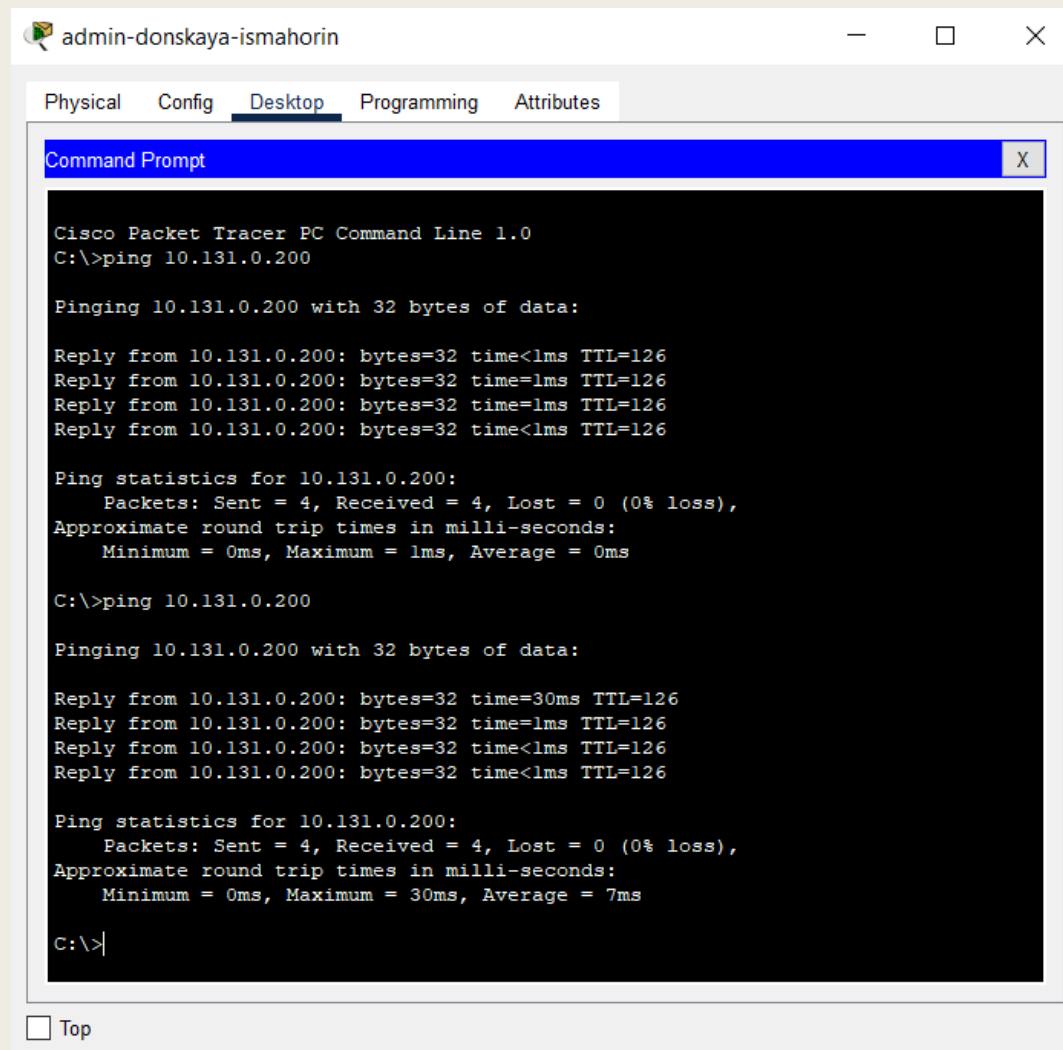 admin-donskaya-ismahorin
Physical Config Desktop Programming Attributes
Command Prompt X
Cisco Packet Tracer PC Command Line 1.0
C:\>ping 10.131.0.200
Pinging 10.131.0.200 with 32 bytes of data:
Reply from 10.131.0.200: bytes=32 time<1ms TTL=126
Reply from 10.131.0.200: bytes=32 time=1ms TTL=126
Reply from 10.131.0.200: bytes=32 time=1ms TTL=126
Reply from 10.131.0.200: bytes=32 time<1ms TTL=126
Ping statistics for 10.131.0.200:
    Packets: Sent = 4, Received = 4, Lost = 0 (0% loss),
Approximate round trip times in milli-seconds:
    Minimum = 0ms, Maximum = 1ms, Average = 0ms
C:\>ping 10.131.0.200
Pinging 10.131.0.200 with 32 bytes of data:
Reply from 10.131.0.200: bytes=32 time=30ms TTL=126
Reply from 10.131.0.200: bytes=32 time=1ms TTL=126
Reply from 10.131.0.200: bytes=32 time<1ms TTL=126
Reply from 10.131.0.200: bytes=32 time<1ms TTL=126
Ping statistics for 10.131.0.200:
    Packets: Sent = 4, Received = 4, Lost = 0 (0% loss),
Approximate round trip times in milli-seconds:
    Minimum = 0ms, Maximum = 30ms, Average = 7ms
C:\>
Top